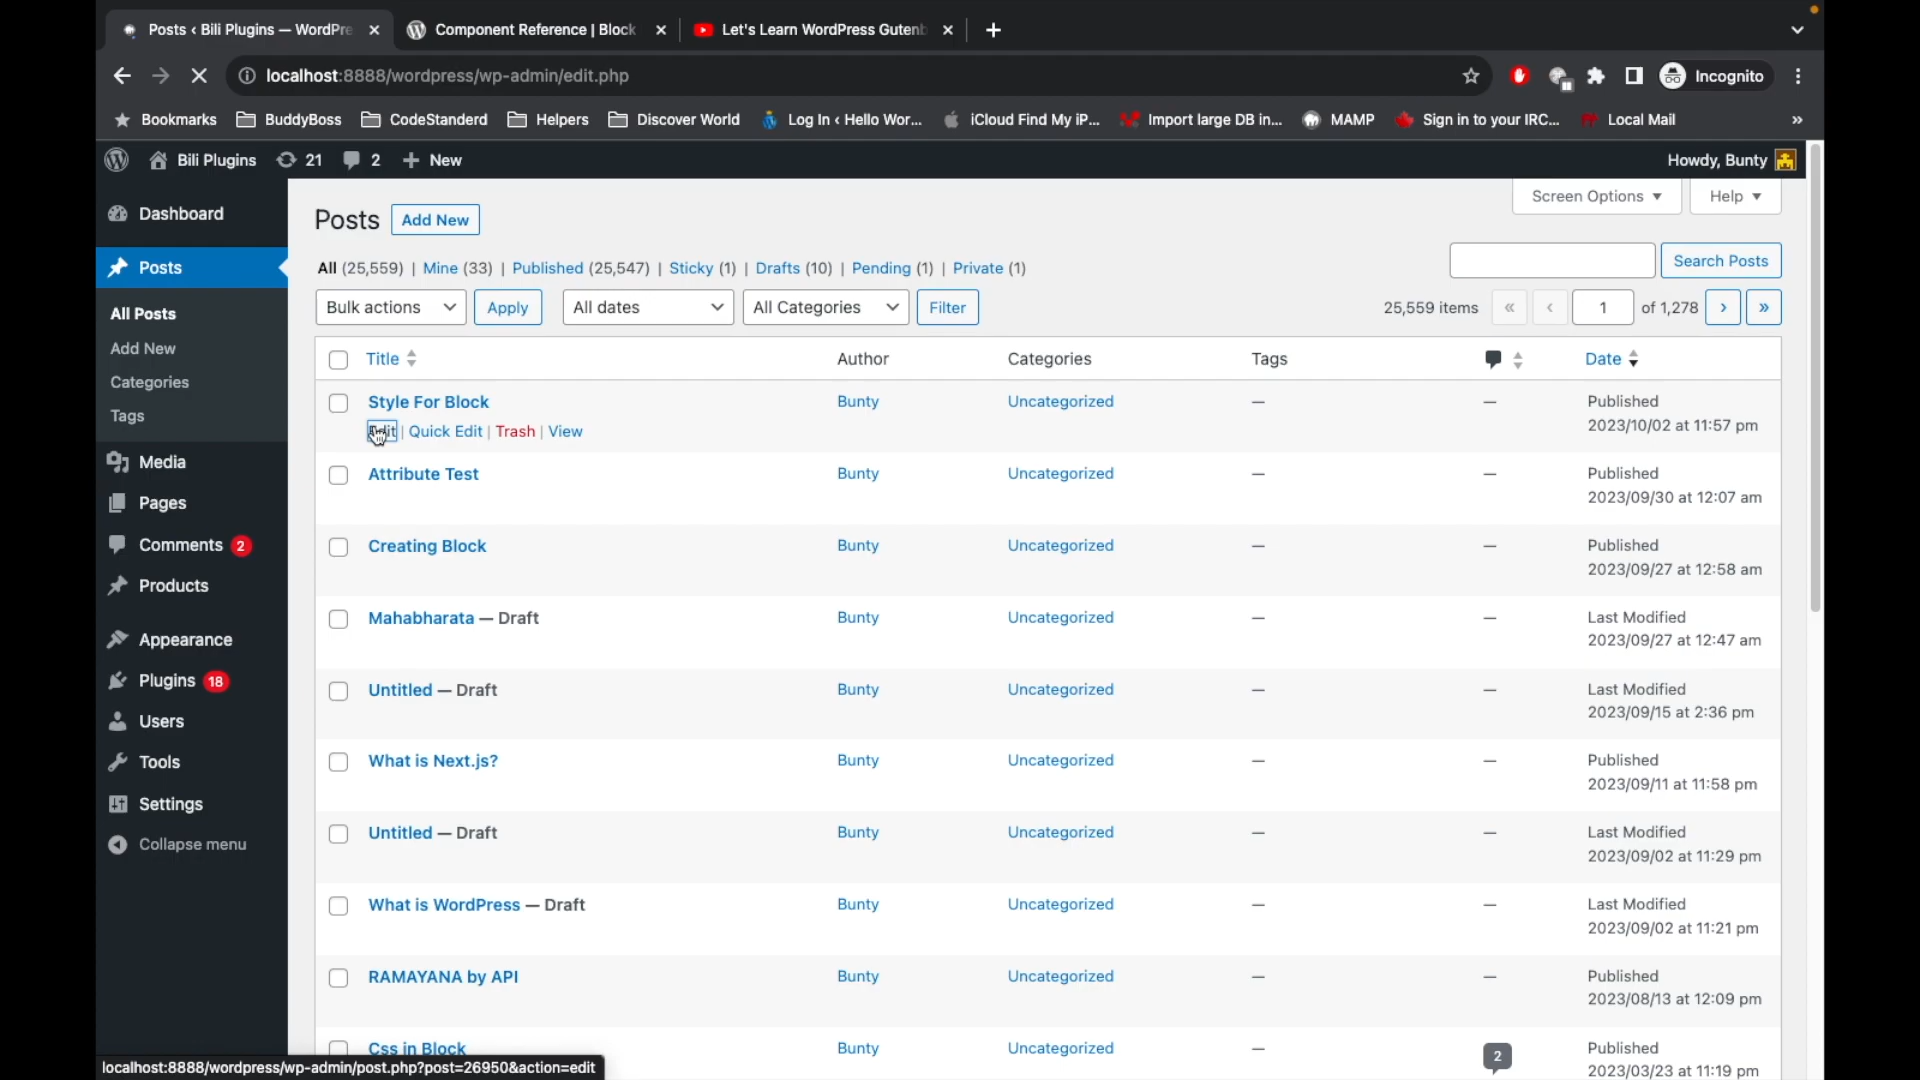 Posts ‹ Bili Plugins — WordPre
Component Reference | Block
Let's Learn WordPress Gutenb
localhost:8888/wordpress/wp-admin/edit.php
Incognito
Bookmarks
BuddyBoss
CodeStanderd
Helpers
Discover World
Log In ‹ Hello Wor...
iCloud Find My iP...
Import large DB in...
MAMP
Sign in to your IRC...
Local Mail
»
Bili Plugins
21
2
New
Howdy, Bunty
Dashboard
Posts
All Posts
Add New
Categories
Tags
Media
Pages
Comments 2
Products
Appearance
Plugins 18
Users
Tools
Settings
Collapse menu
Screen Options
Help
Posts
Add New
All (25,559) | Mine (33) | Published (25,547) | Sticky (1) | Drafts (10) | Pending (1) | Private (1)
Search Posts
Bulk actions
Apply
All dates
All Categories
Filter
25,559 items « ‹ 1 of 1,278 › »
Title Author Categories Tags Date
Style For Block Bunty Uncategorized — — Published
2023/10/02 at 11:57 pm
Edit | Quick Edit | Trash | View
Attribute Test Bunty Uncategorized — — Published
2023/09/30 at 12:07 am
Creating Block Bunty Uncategorized — — Published
2023/09/27 at 12:58 am
Mahabharata — Draft Bunty Uncategorized — — Last Modified
2023/09/27 at 12:47 am
Untitled — Draft Bunty Uncategorized — — Last Modified
2023/09/15 at 2:36 pm
What is Next.js? Bunty Uncategorized — — Published
2023/09/11 at 11:58 pm
Untitled — Draft Bunty Uncategorized — — Last Modified
2023/09/02 at 11:29 pm
What is WordPress — Draft Bunty Uncategorized — — Last Modified
2023/09/02 at 11:21 pm
RAMAYANA by API Bunty Uncategorized — — Published
2023/08/13 at 12:09 pm
Css in Block Bunty Uncategorized — 2 Published
2023/03/23 at 11:19 pm
localhost:8888/wordpress/wp-admin/post.php?post=26950&action=edit